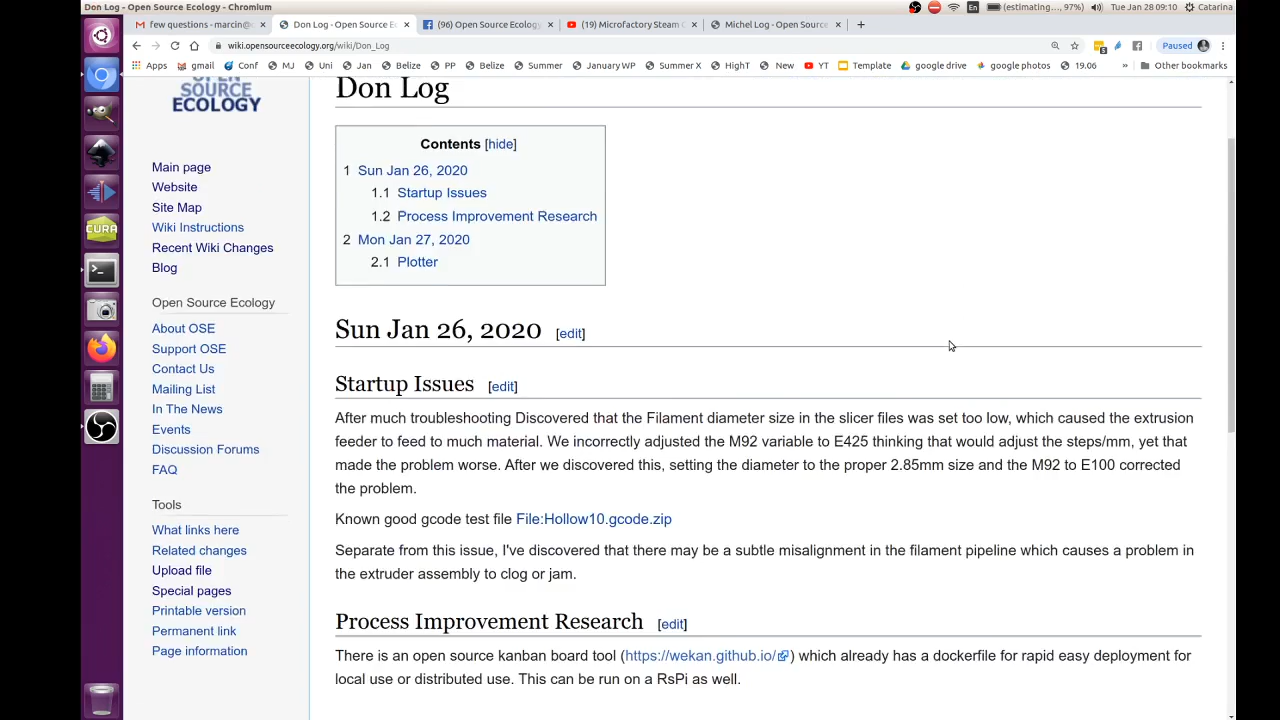 Don Log - Open Source Ecology - Chromium
En
(estimating..., 97%)
Tue Jan 28 09:10
Catarina
few questions - marcin@
Don Log - Open Source Ec
(96) Open Source Ecology
(19) Microfactory Steam C
Michel Log - Open Source
wiki.opensourceecology.org/wiki/Don_Log
Paused
Apps
gmail
Conf
MJ
Uni
Jan
Belize
PP
Belize
Summer
January WP
Summer X
HighT
New
YT
Template
google drive
google photos
19.06
»
Other bookmarks
OPEN
SOURCE
ECOLOGY
Main page
Website
Site Map
Wiki Instructions
Recent Wiki Changes
Blog
Open Source Ecology
About OSE
Support OSE
Contact Us
Mailing List
In The News
Events
Discussion Forums
FAQ
Tools
What links here
Related changes
Upload file
Special pages
Printable version
Permanent link
Page information
CURA
Don Log
Contents [hide]
1 Sun Jan 26, 2020
1.1 Startup Issues
1.2 Process Improvement Research
2 Mon Jan 27, 2020
2.1 Plotter
Sun Jan 26, 2020 [edit]
Startup Issues [edit]
After much troubleshooting Discovered that the Filament diameter size in the slicer files was set too low, which caused the extrusion
feeder to feed to much material. We incorrectly adjusted the M92 variable to E425 thinking that would adjust the steps/mm, yet that
made the problem worse. After we discovered this, setting the diameter to the proper 2.85mm size and the M92 to E100 corrected
the problem.
Known good gcode test file File:Hollow10.gcode.zip
Separate from this issue, I've discovered that there may be a subtle misalignment in the filament pipeline which causes a problem in
the extruder assembly to clog or jam.
Process Improvement Research [edit]
There is an open source kanban board tool (https://wekan.github.io/) which already has a dockerfile for rapid easy deployment for
local use or distributed use. This can be run on a RsPi as well.